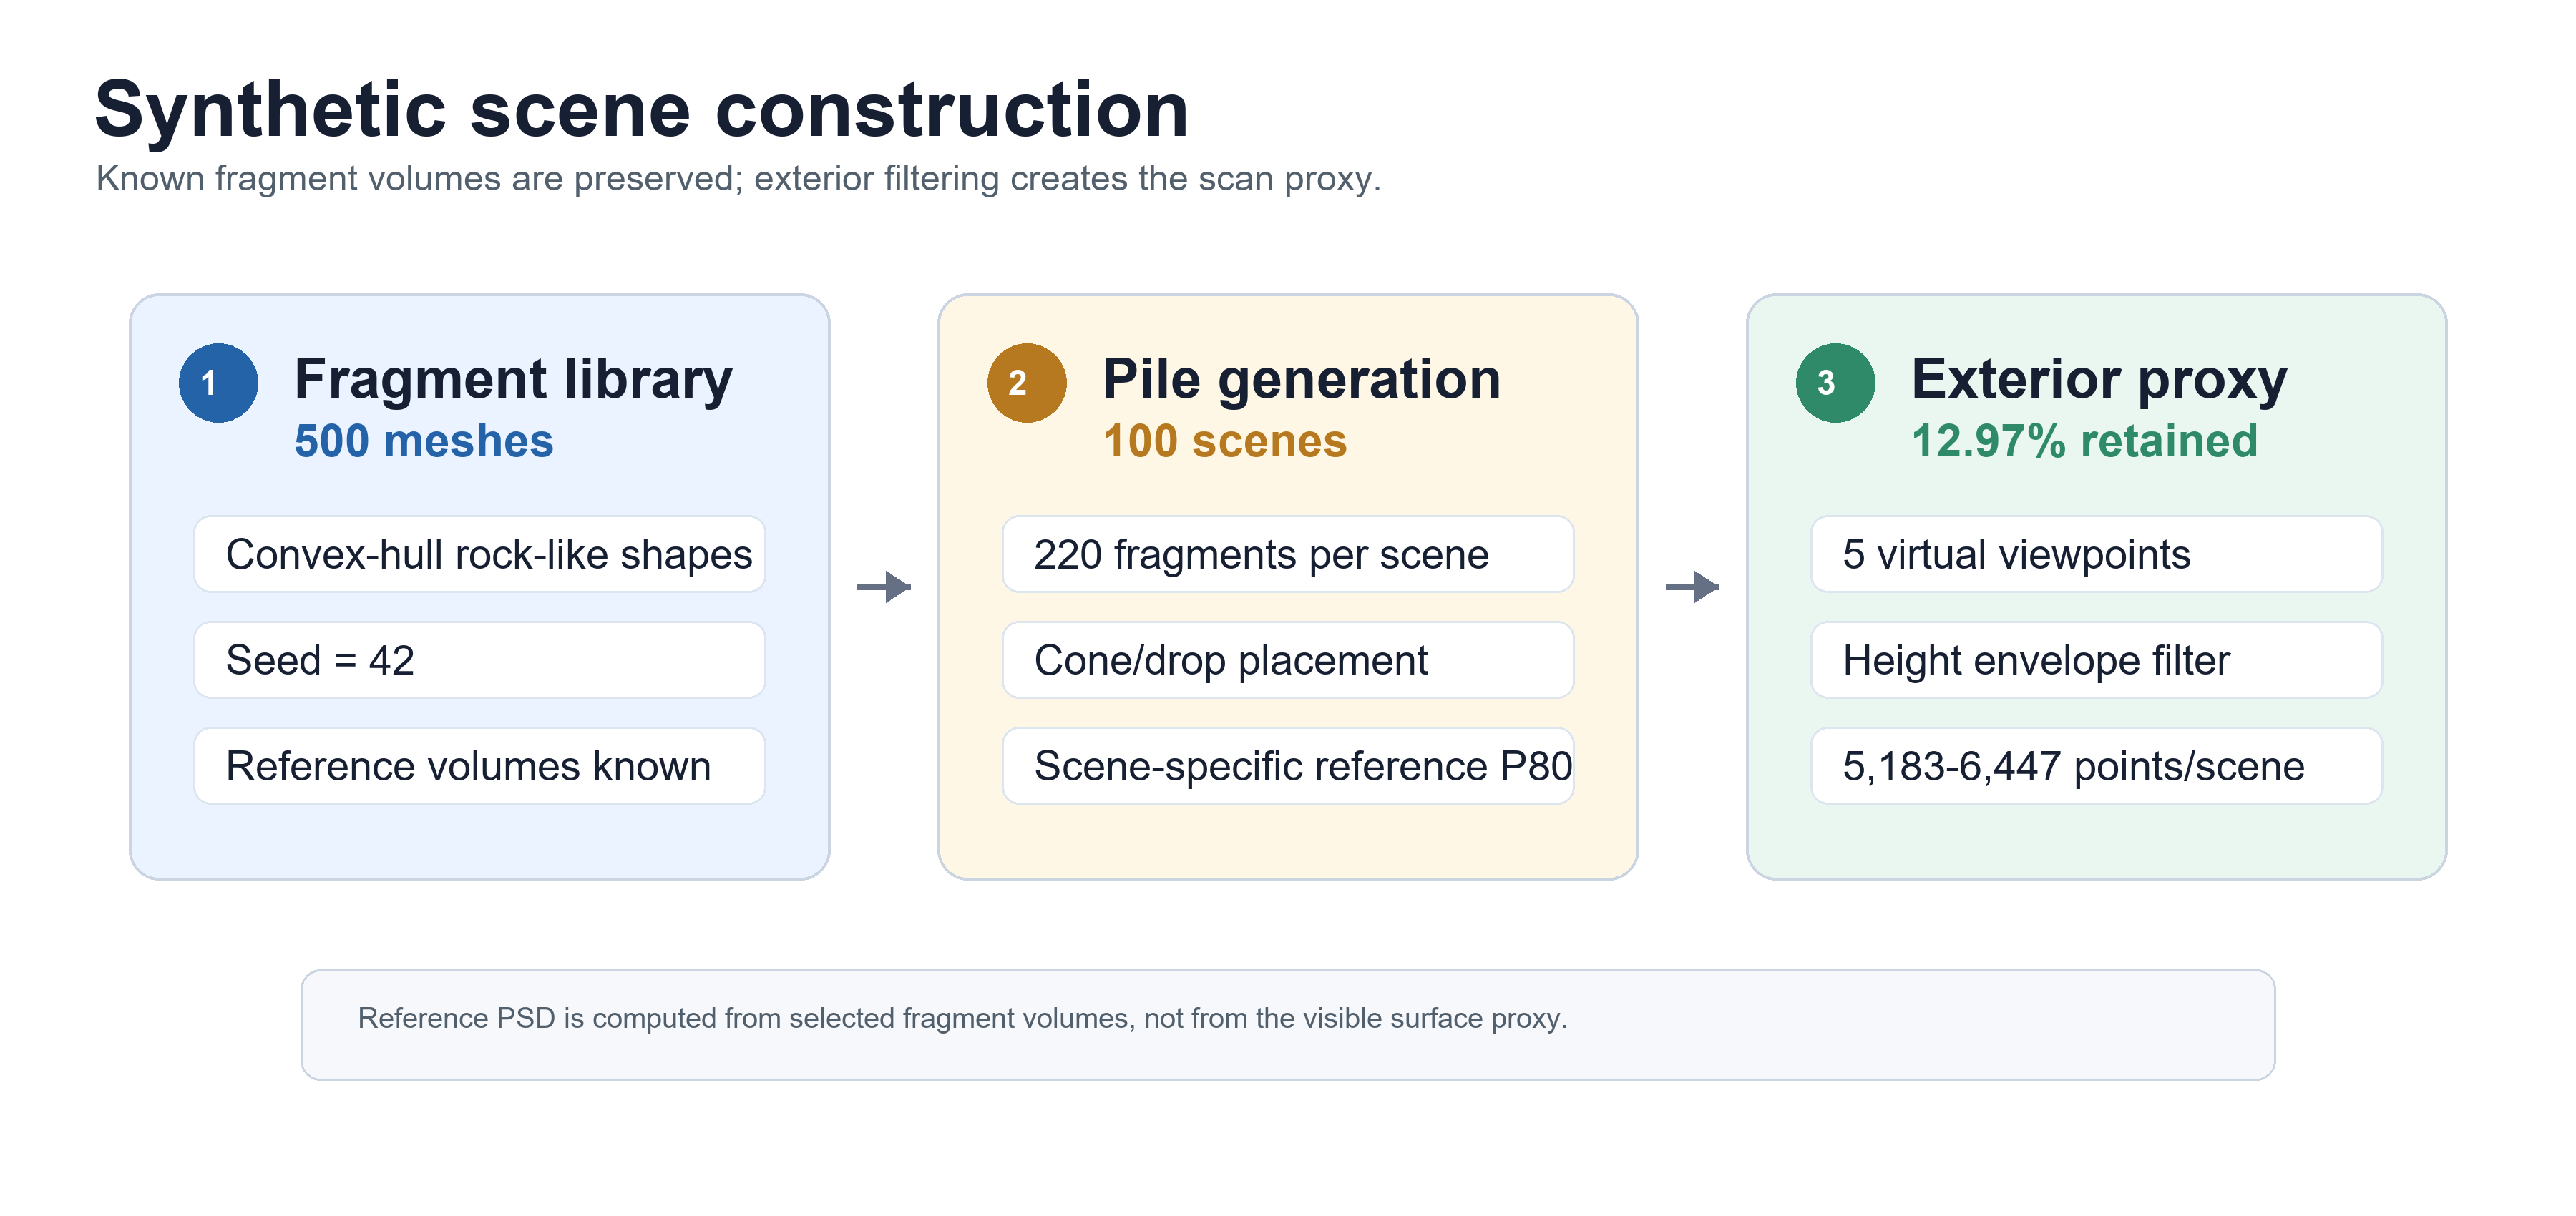 Synthetic scene construction
Known fragment volumes are preserved; exterior filtering creates the scan proxy.
1
Fragment library
500 meshes
Convex-hull rock-like shapes
Seed = 42
Reference volumes known
2
Pile generation
100 scenes
220 fragments per scene
Cone/drop placement
Scene-specific reference P80
3
Exterior proxy
12.97% retained
5 virtual viewpoints
Height envelope filter
5,183-6,447 points/scene
Reference PSD is computed from selected fragment volumes, not from the visible surface proxy.